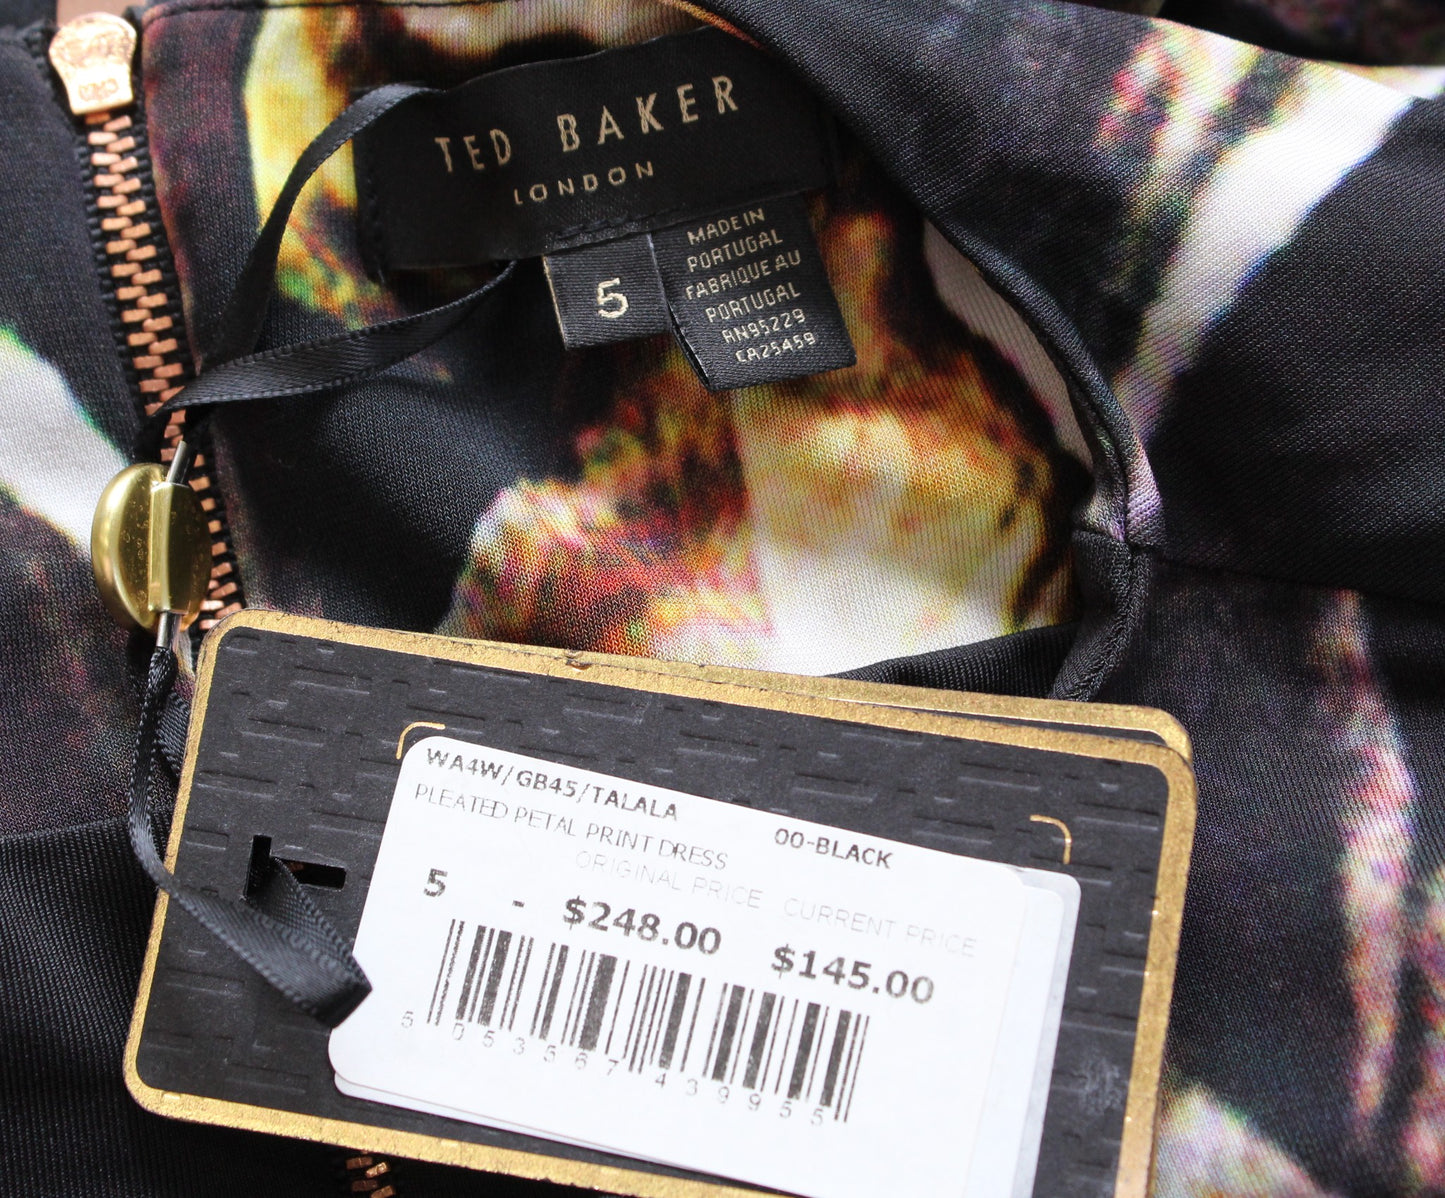 TED BAKER
LONDON
5
MADE IN
PORTUGAL
FABRIQUE AU
PORTUGAL
RN95229
CA25459
WA4W/GB45/TALALA
00-BLACK
PLEATED PETAL PRINT DRESS
ORIGINAL PRICE CURRENT PRICE
5 - $248.00 $145.00
5 053567 439955